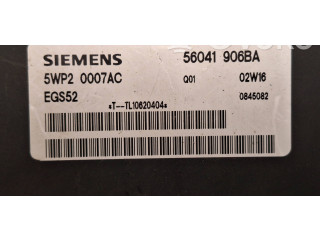 SIEMENS 56041 906BA
5WP2 0007AC Q01 02W16
EGS52 0845082
*T--TL10620404*